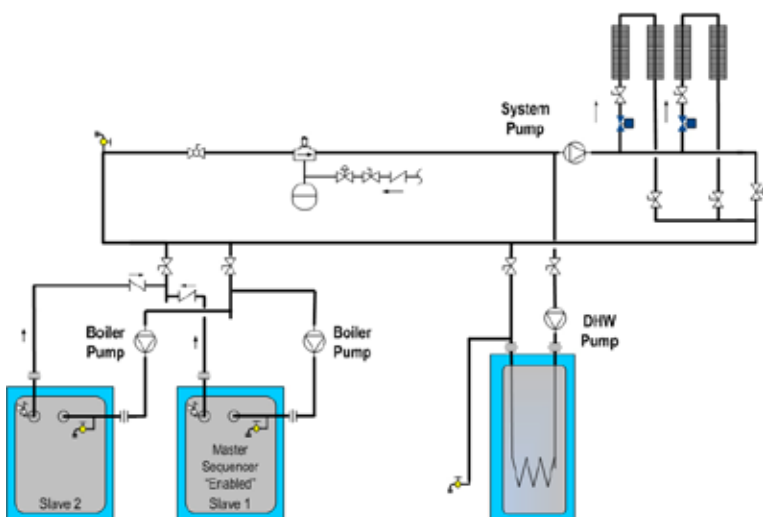 System
Pump
Boiler
Pump
Boiler
Pump
DHW
Pump
Master
Sequencer
"Enabled"
Slave 1
Slave 2